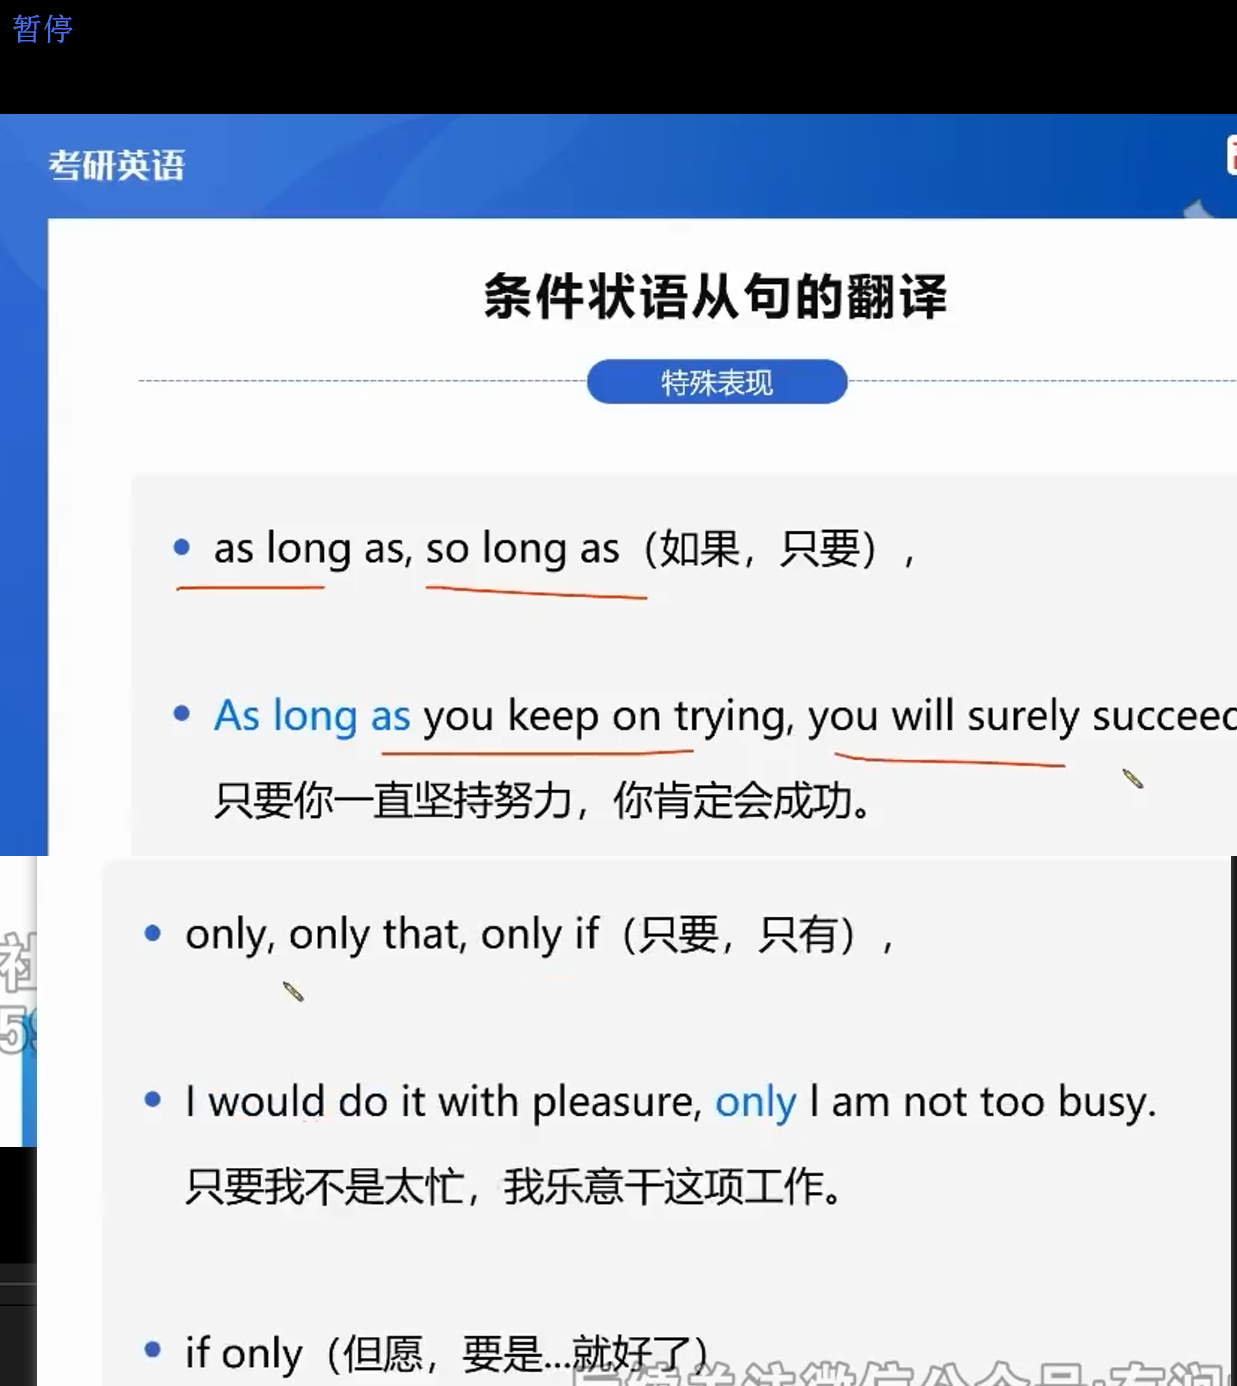 暂停
考研英语
条件状语从句的翻译
特殊表现
as long as, so long as（如果，只要），
As long as you keep on trying, you will surely succeed
只要你一直坚持努力，你肯定会成功。
only, only that, only if（只要，只有），
社
59
I would do it with pleasure, only I am not too busy.
只要我不是太忙，我乐意干这项工作。
if only（但愿，要是...就好了）